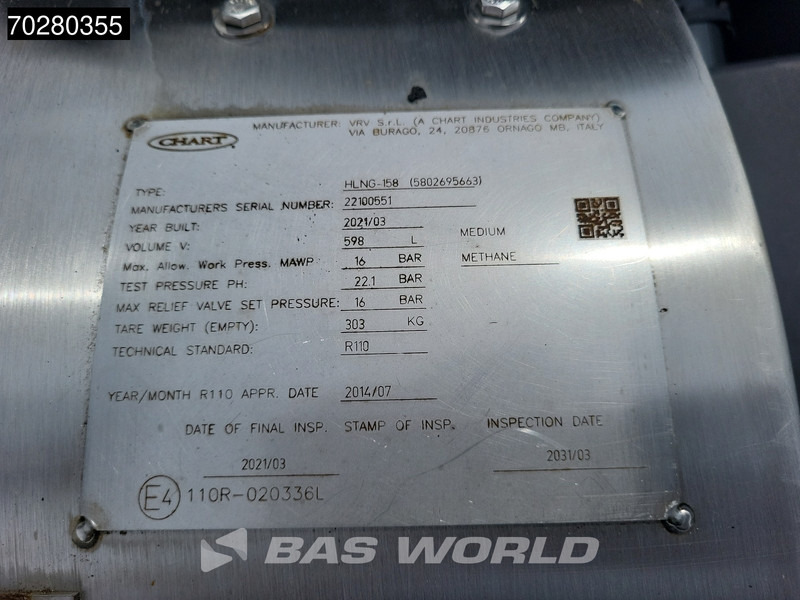 70280355
CHART
MANUFACTURER: VRV S.r.L. (A CHART INDUSTRIES COMPANY)
VIA BURAGO, 24, 20876 ORNAGO MB, ITALY
TYPE: HLNG-158 (5802695663)
MANUFACTURERS SERIAL NUMBER: 22100551
YEAR BUILT: 2021/03
VOLUME V: 598 L MEDIUM
Max. Allow. Work Press. MAWP: 16 BAR METHANE
TEST PRESSURE PH: 22.1 BAR
MAX RELIEF VALVE SET PRESSURE: 16 BAR
TARE WEIGHT (EMPTY): 303 KG
TECHNICAL STANDARD: R110
YEAR/MONTH R110 APPR. DATE 2014/07
DATE OF FINAL INSP. STAMP OF INSP. INSPECTION DATE
2021/03 2031/03
E4 110R-020336L
BAS WORLD